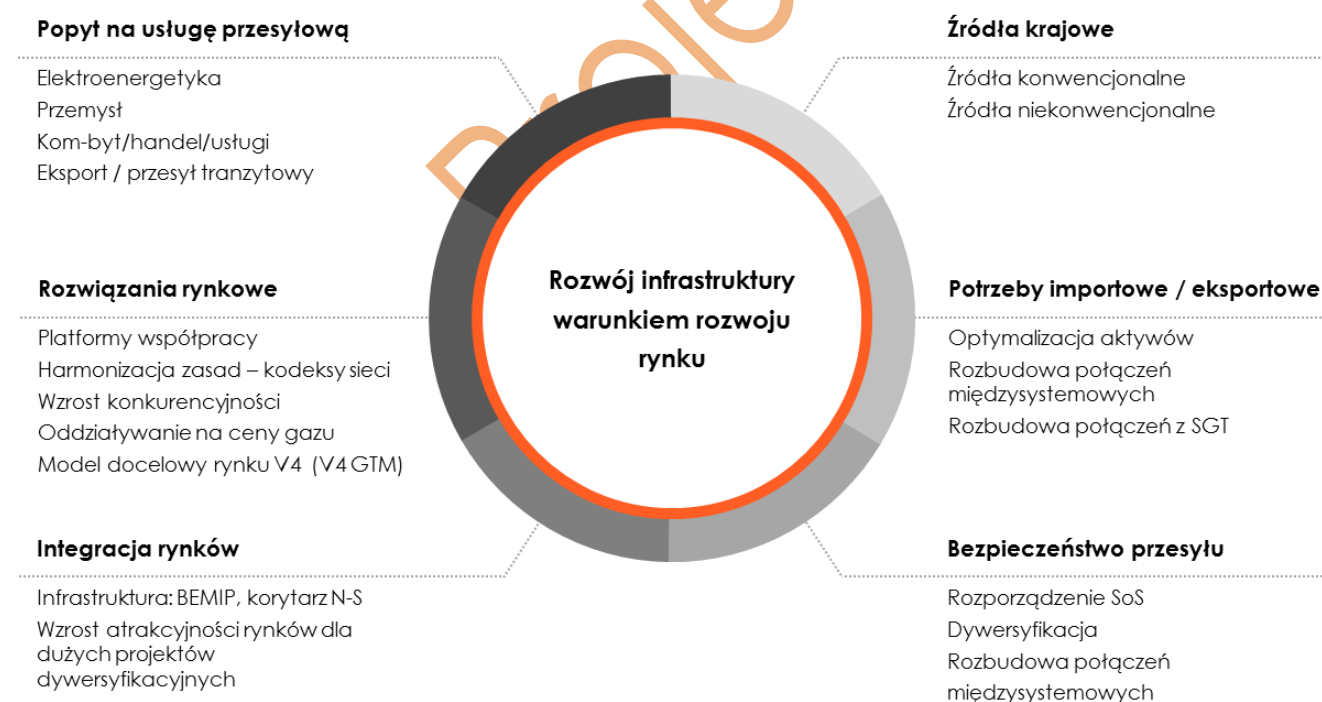 Popyt na usługę przesyłową
Elektroenergetyka
Przemysł
Kom-byt/handel/usługi
Eksport / przesył tranzytowy
Rozwiązania rynkowe
Platformy współpracy
Harmonizacja zasad – kodeksy sieci
Wzrost konkurencyjności
Oddziaływanie na ceny gazu
Model docelowy rynku V4 (V4 GTM)
Integracja rynków
Infrastruktura: BEMIP, korytarz N-S
Wzrost atrakcyjności rynków dla
dużych projektów
dywersyfikacyjnych
Rozwój infrastruktury
warunkiem rozwoju
rynku
Źródła krajowe
Źródła konwencjonalne
Źródła niekonwencjonalne
Potrzeby importowe / eksportowe
Optymalizacja aktywów
Rozbudowa połączeń
międzysystemowych
Rozbudowa połączeń z SGT
Bezpieczeństwo przesyłu
Rozporządzenie SoS
Dywersyfikacja
Rozbudowa połączeń
międzysystemowych